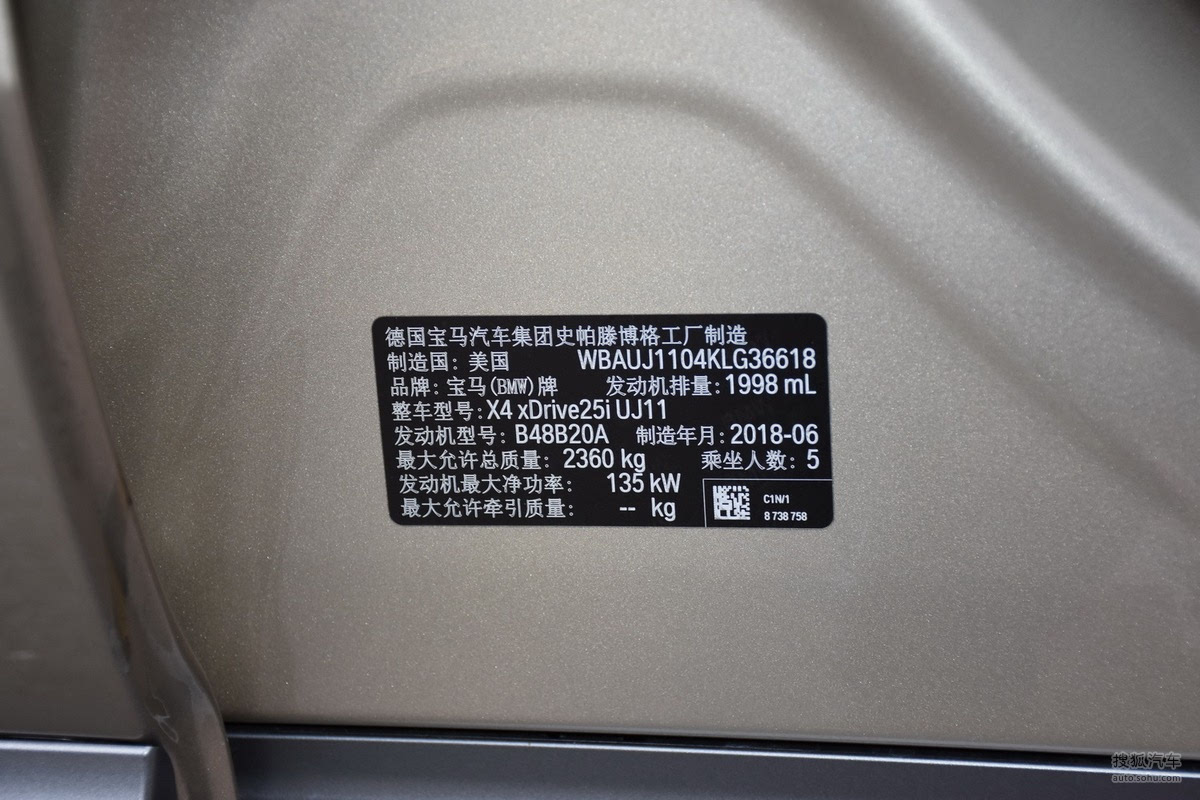 德国宝马汽车集团史帕滕博格工厂制造
制造国：美国 WBAUJ1104KLG36618
品牌：宝马(BMW)牌 发动机排量：1998 mL
整车型号：X4 xDrive25i UJ11
发动机型号：B48B20A 制造年月：2018-06
最大允许总质量：2360 kg 乘坐人数：5
发动机最大净功率：135 kW
最大允许牵引质量：-- kg
C1N/1
8 738 758
搜狐汽车
auto.sohu.com